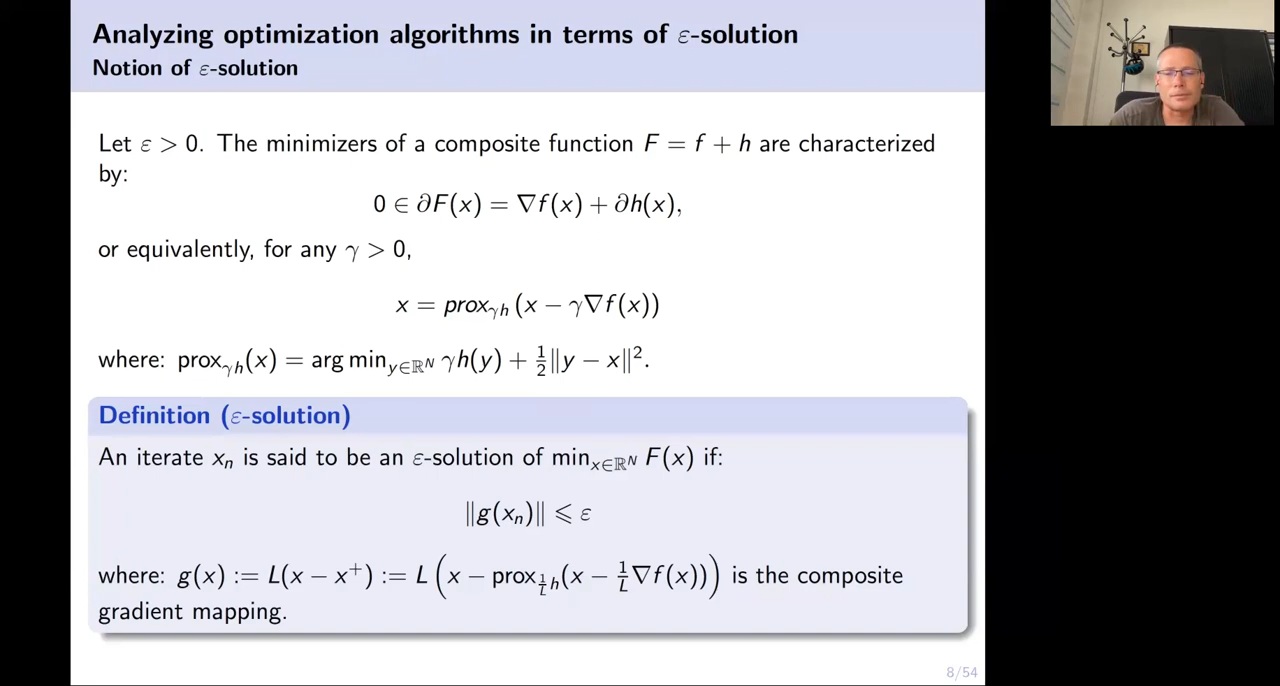 Analyzing optimization algorithms in terms of ε-solution
Notion of ε-solution
Let ε > 0. The minimizers of a composite function F = f + h are characterized
by:
0 ∈ ∂F(x) = ∇f(x) + ∂h(x),
or equivalently, for any γ > 0,
x = prox_{γh} (x − γ∇f(x))
where: prox_{γh}(x) = arg min_{y∈ℝ^N} γh(y) + ½‖y − x‖².
Definition (ε-solution)
An iterate x_n is said to be an ε-solution of min_{x∈ℝ^N} F(x) if:
‖g(x_n)‖ ⩽ ε
where: g(x) := L(x − x⁺) := L(x − prox_{1/L h}(x − 1/L ∇f(x))) is the composite
gradient mapping.
8/54